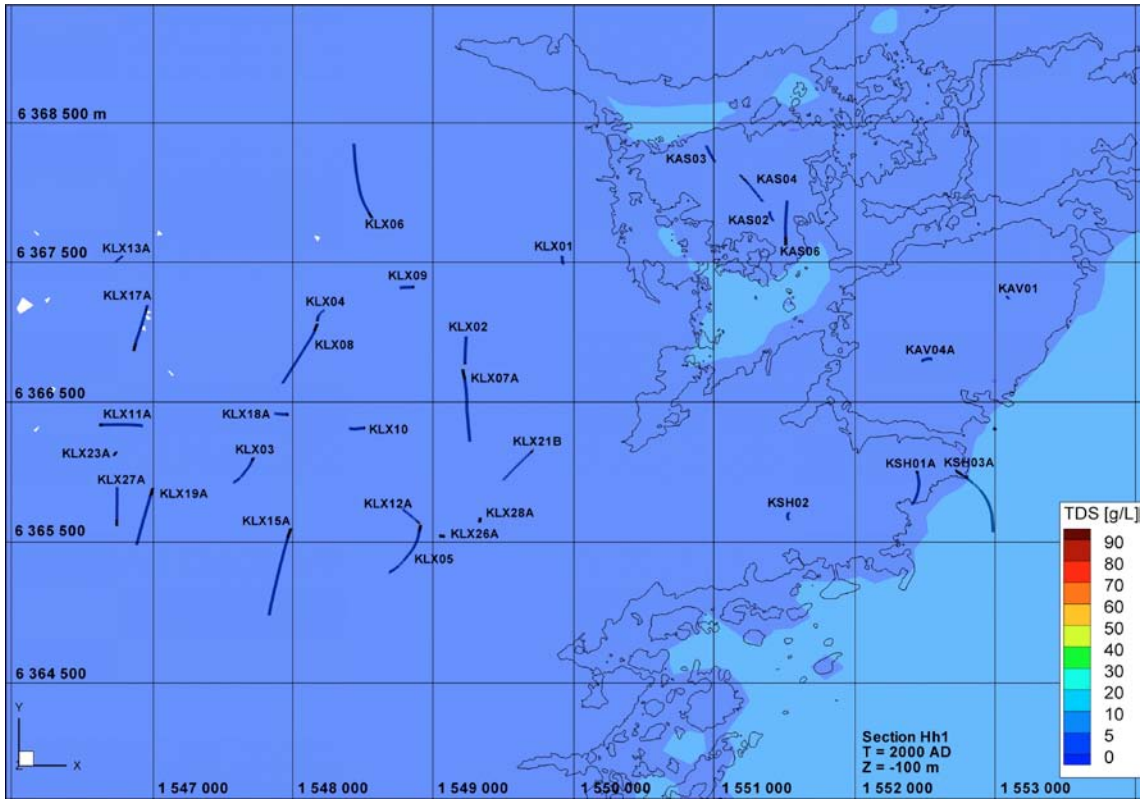 6 368 500 m
KAS03
KAS04
KAS02
KLX06
KAS06
KLX13A
KLX01
6 367 500
KLX09
KLX17A
KLX04
KAV01
KLX02
KLX08
KAV04A
KLX07A
6 366 500
KLX11A
KLX18A
KLX10
KLX21B
KLX23A
KLX03
KSH01A
KSH03A
KLX27A
KLX19A
KLX12A
KSH02
KLX28A
KLX15A
6 365 500
KLX26A
KLX05
TDS [g/L]
90
80
70
60
50
40
30
20
10
5
0
6 364 500
Y
Z
X
Section Hh1
T = 2000 AD
Z = -100 m
1 547 000
1 548 000
1 549 000
1 550 000
1 551 000
1 552 000
1 553 000